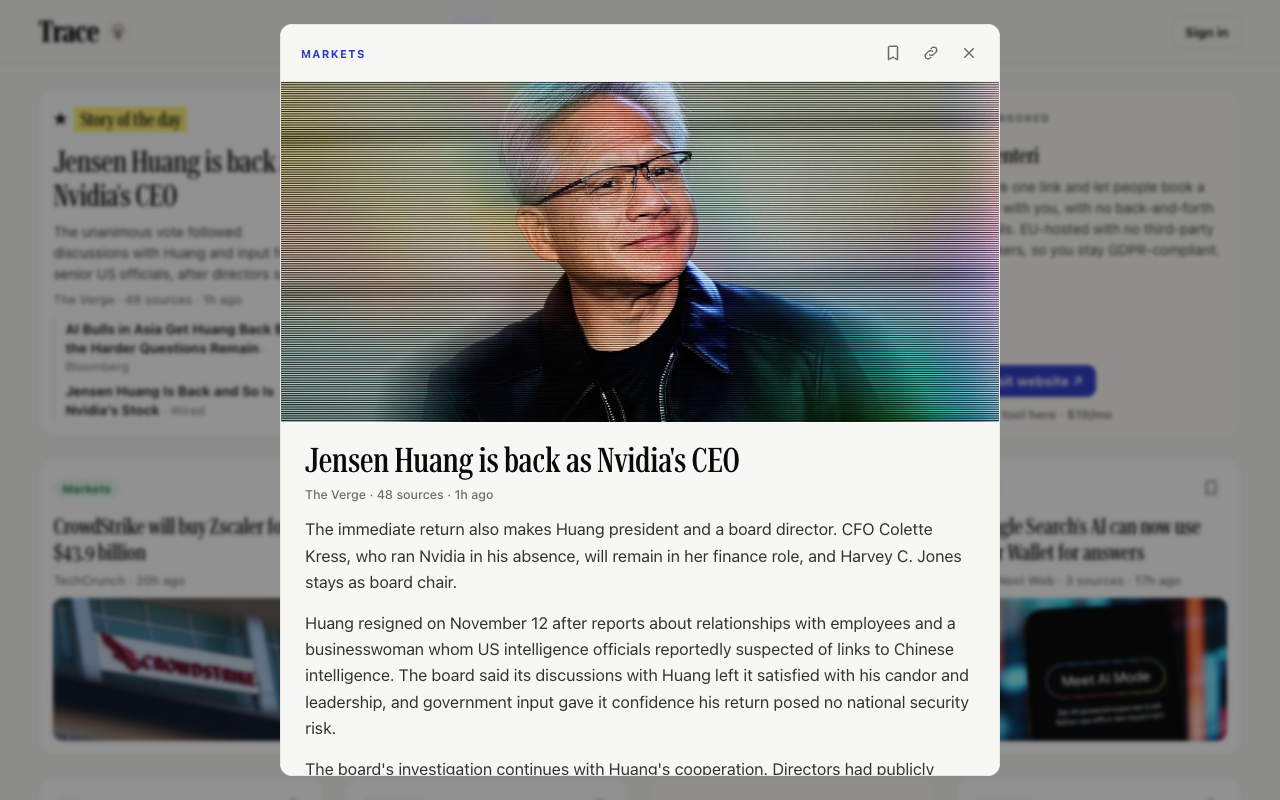 Trace
Sign in
MARKETS
Story of the day
Jensen Huang is back
Nvidia's CEO
The unanimous vote followed
discussions with Huang and input
senior US officials, after directors
The Verge · 48 sources · 1h ago
AI Bulls in Asia Get Huang Back
the Harder Questions Remain
Bloomberg
Jensen Huang Is Back and So Is
Nvidia's Stock Wired
one link and let people book a
with you, with no back-and-forth
EU-hosted with no third-party
so you stay GDPR-compliant.
website ↗
tool here · $19/mo
Jensen Huang is back as Nvidia's CEO
The Verge · 48 sources · 1h ago
The immediate return also makes Huang president and a board director. CFO Colette
Kress, who ran Nvidia in his absence, will remain in her finance role, and Harvey C. Jones
stays as board chair.
Huang resigned on November 12 after reports about relationships with employees and a
businesswoman whom US intelligence officials reportedly suspected of links to Chinese
intelligence. The board said its discussions with Huang left it satisfied with his candor and
leadership, and government input gave it confidence his return posed no national security
risk.
The board's investigation continues with Huang's cooperation. Directors had publicly
Markets
CrowdStrike will buy Zscaler
$43.9 billion
TechCrunch · 20h ago
CROWDSTRIKE
Search's AI can now use
Wallet for answers
Next Web · 3 sources · 17h ago
Meet AI Mode